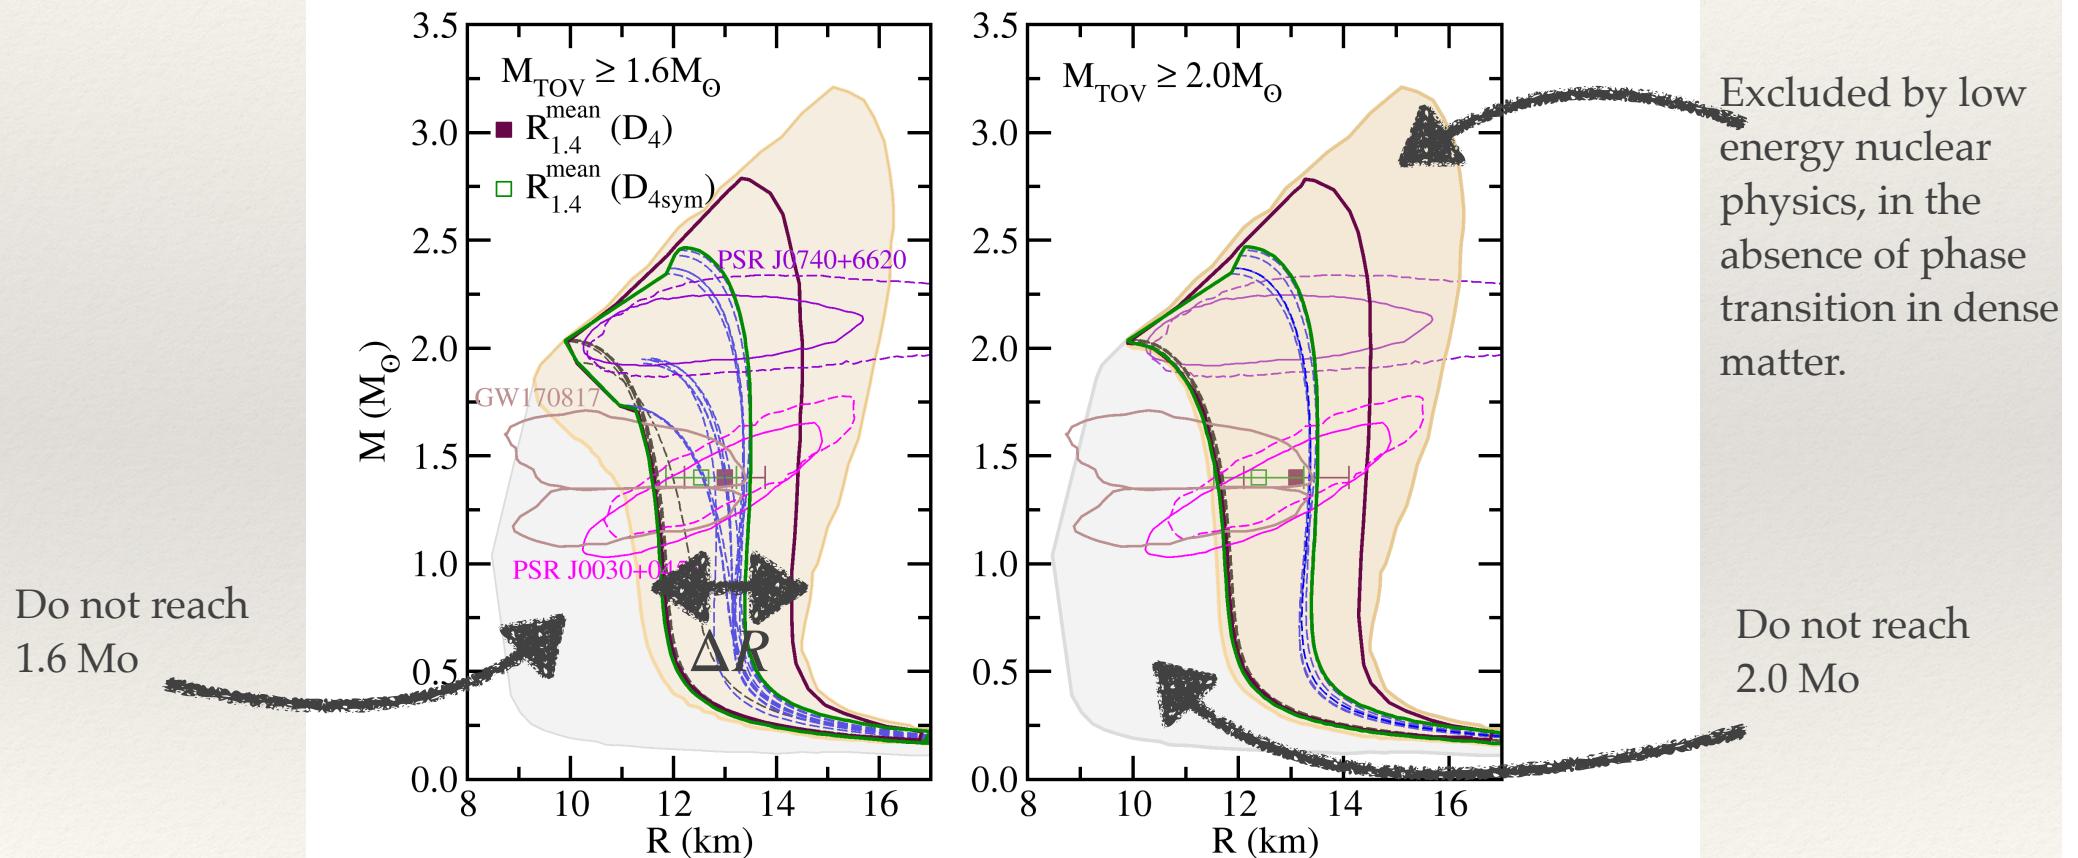 M_TOV ≥ 1.6M_⊙
R_1.4^mean (D_4)
R_1.4^mean (D_4sym)
PSR J0740+6620
GW170817
PSR J0030+04
ΔR
3.5
3.0
2.5
2.0
1.5
1.0
0.5
0.0
M (M_⊙)
8 10 12 14 16
R (km)
M_TOV ≥ 2.0M_⊙
3.5
3.0
2.5
2.0
1.5
1.0
0.5
0.0
8 10 12 14 16
R (km)
Do not reach
1.6 Mo
Excluded by low
energy nuclear
physics, in the
absence of phase
transition in dense
matter.
Do not reach
2.0 Mo